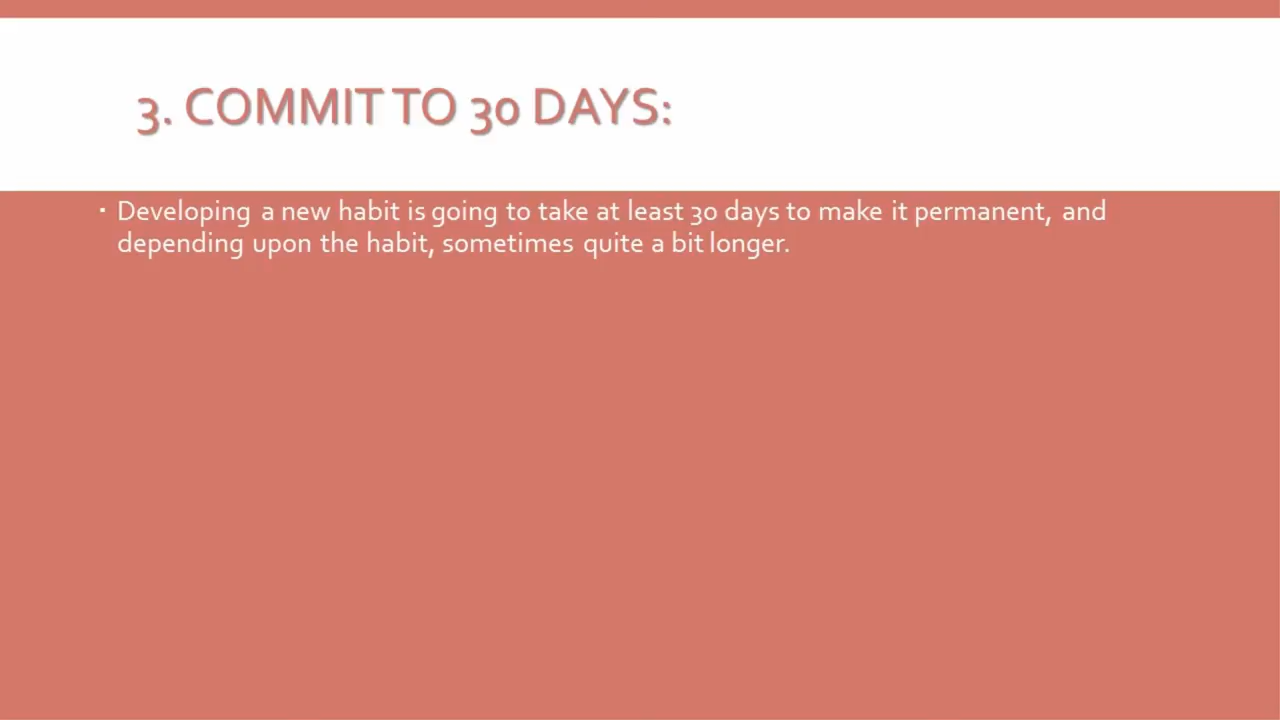 3. COMMIT TO 30 DAYS:
▪ Developing a new habit is going to take at least 30 days to make it permanent, and
depending upon the habit, sometimes quite a bit longer.